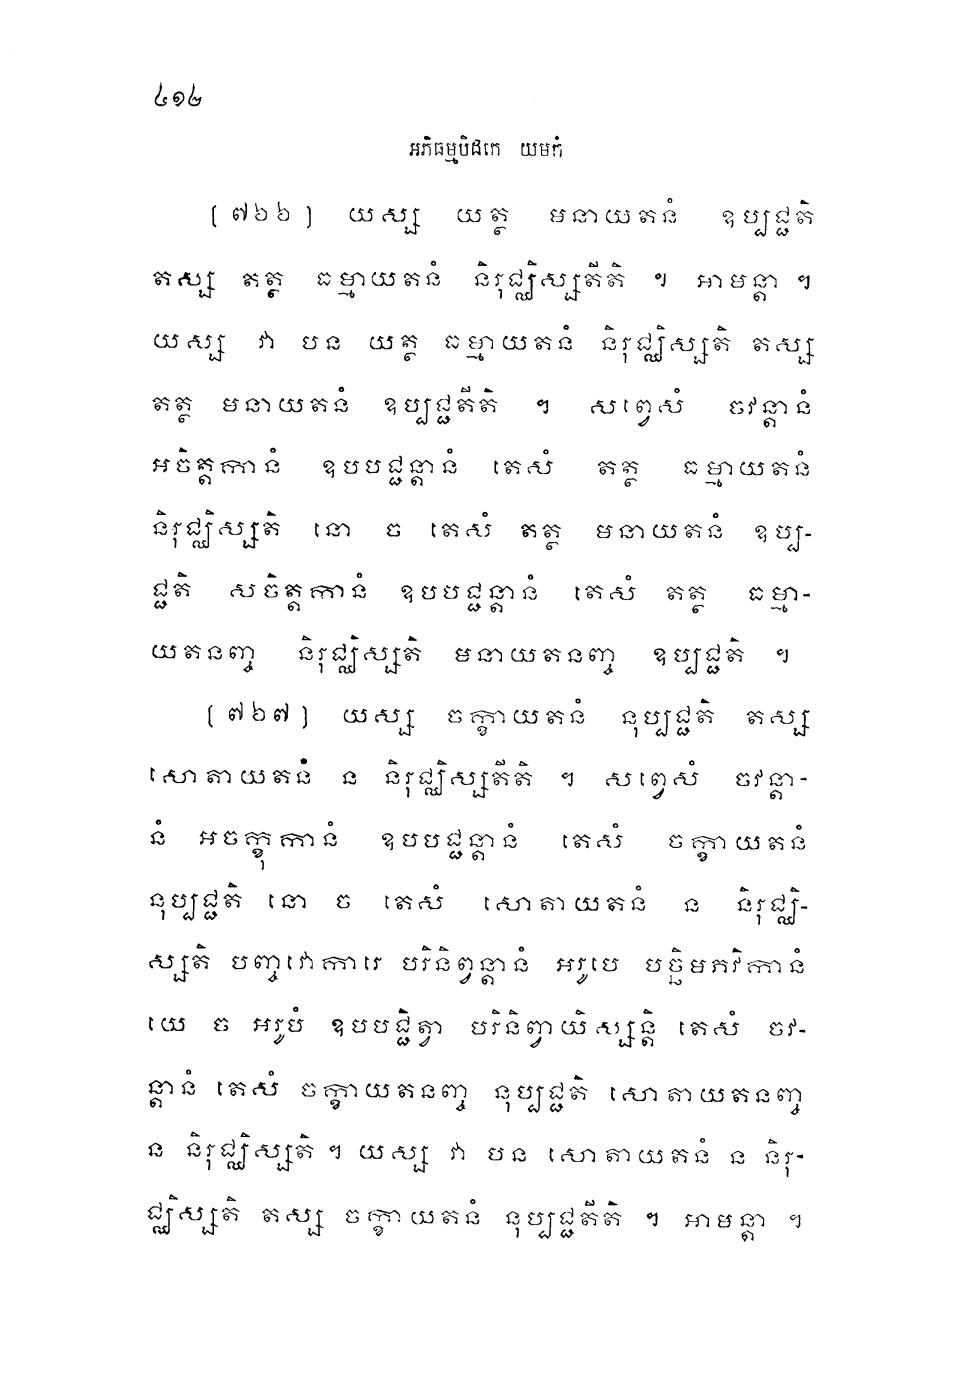 ៤១២
អភិធម្មបិដកេ យមកំ
(៧៦៦) យស្ស យត្ថ មនាយតនំ ឧប្បជ្ជតិ
តស្ស តត្ថ ធម្មាយតនំ និរុជ្ឈិស្សតីតិ ។ អាមន្តា ។
យស្ស វា បន យត្ថ ធម្មាយតនំ និរុជ្ឈិស្សតិ តស្ស
តត្ថ មនាយតនំ ឧប្បជ្ជតីតិ ។ សព្វេសំ ចវន្តានំ
អចិត្តកានំ ឧបបជ្ជន្តានំ តេសំ តត្ថ ធម្មាយតនំ
និរុជ្ឈិស្សតិ នោ ច តេសំ តត្ថ មនាយតនំ ឧប្ប-
ជ្ជតិ សចិត្តកានំ ឧបបជ្ជន្តានំ តេសំ តត្ថ ធម្មា-
យតនញ្ច និរុជ្ឈិស្សតិ មនាយតនញ្ច ឧប្បជ្ជតិ ។
(៧៦៧) យស្ស ចក្ខាយតនំ នុប្បជ្ជតិ តស្ស
សោតាយតនំ ន និរុជ្ឈិស្សតីតិ ។ សព្វេសំ ចវន្តា-
នំ អចក្ខុកានំ ឧបបជ្ជន្តានំ តេសំ ចក្ខាយតនំ
នុប្បជ្ជតិ នោ ច តេសំ សោតាយតនំ ន និរុជ្ឈិ-
ស្សតិ បញ្ចវោការេ បរិនិព្វន្តានំ អរូបេ បច្ឆិមភវិកានំ
យេ ច អរូបំ ឧបបជ្ជិត្វា បរិនិព្វាយិស្សន្តិ តេសំ ចវ-
ន្តានំ តេសំ ចក្ខាយតនញ្ច នុប្បជ្ជតិ សោតាយតនញ្ច
ន និរុជ្ឈិស្សតិ ។ យស្ស វា បន សោតាយតនំ ន និរុ-
ជ្ឈិស្សតិ តស្ស ចក្ខាយតនំ នុប្បជ្ជតីតិ ។ អាមន្តា ។